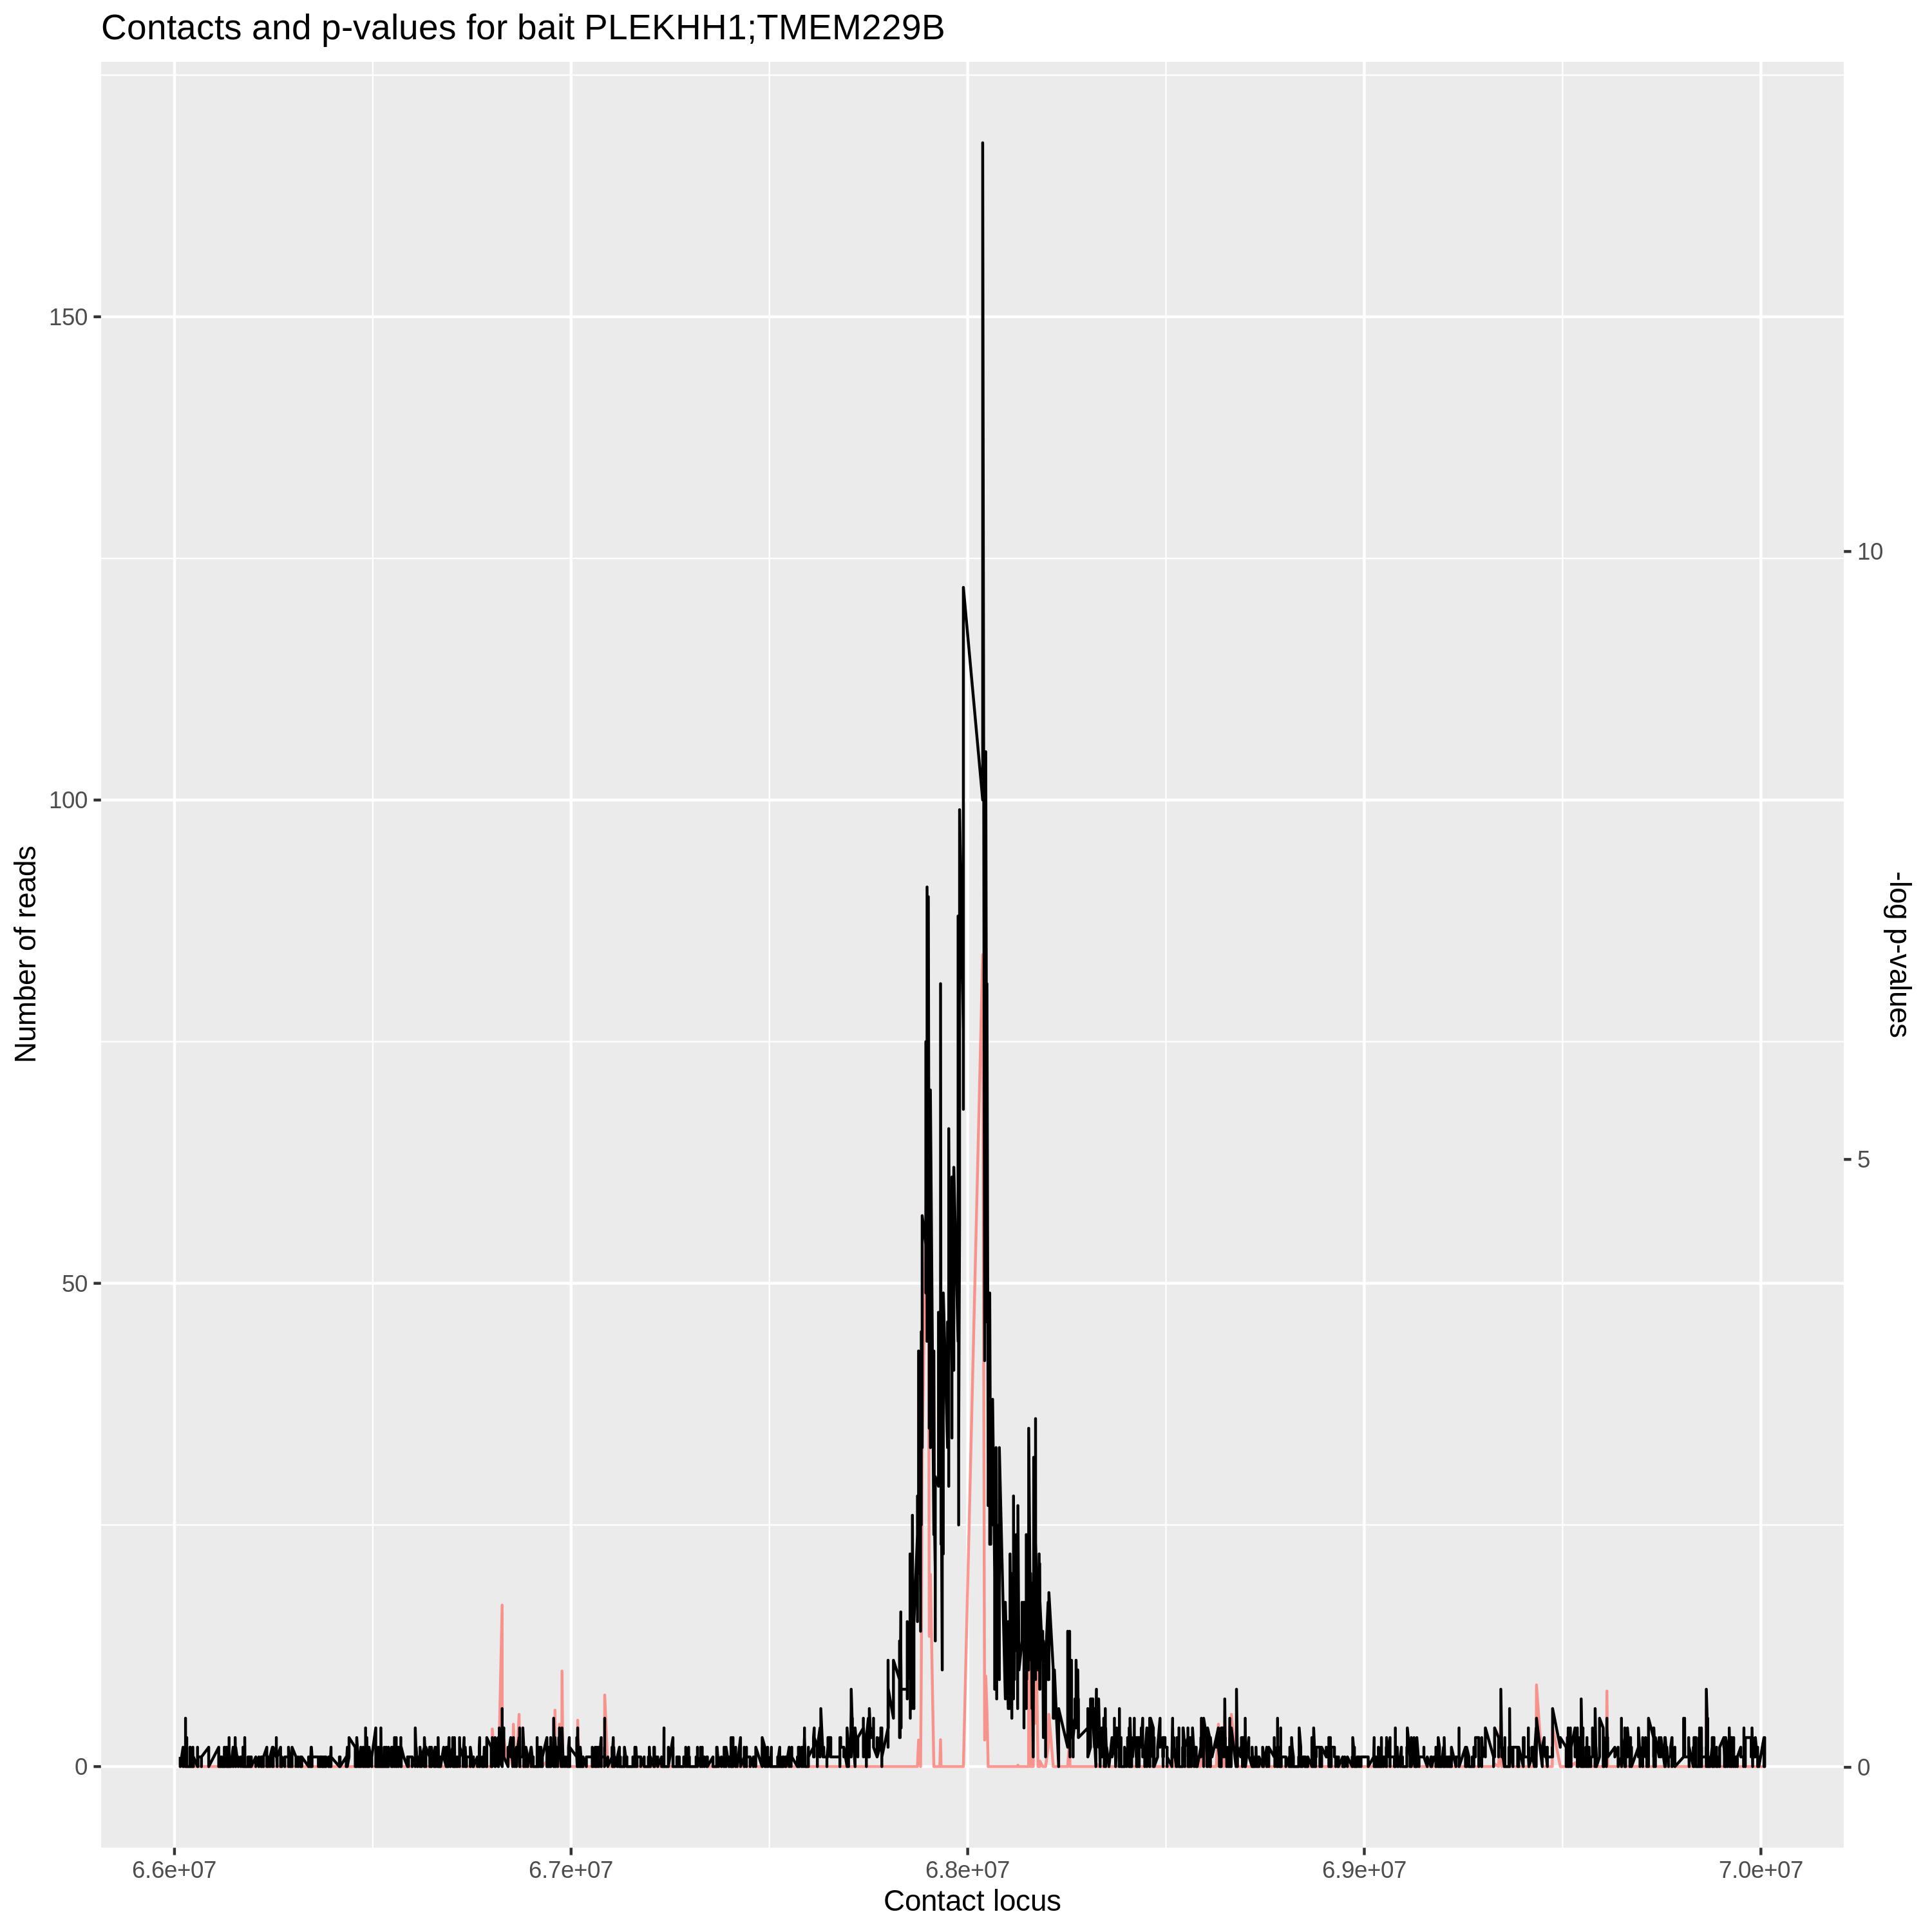 Contacts and p-values for bait PLEKHH1;TMEM229B
150
100
50
0
Number of reads
10
5
0
-log p-values
6.6e+07
6.7e+07
6.8e+07
6.9e+07
7.0e+07
Contact locus